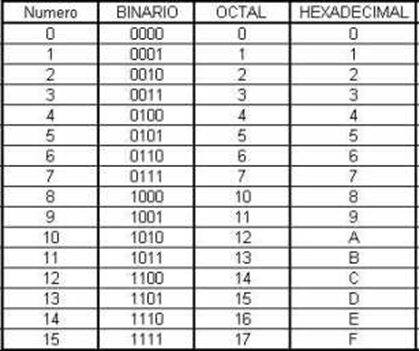 Numero BINARIO OCTAL HEXADECIMAL
0 0000 0 0
1 0001 1 1
2 0010 2 2
3 0011 3 3
4 0100 4 4
5 0101 5 5
6 0110 6 6
7 0111 7 7
8 1000 10 8
9 1001 11 9
10 1010 12 A
11 1011 13 B
12 1100 14 C
13 1101 15 D
14 1110 16 E
15 1111 17 F